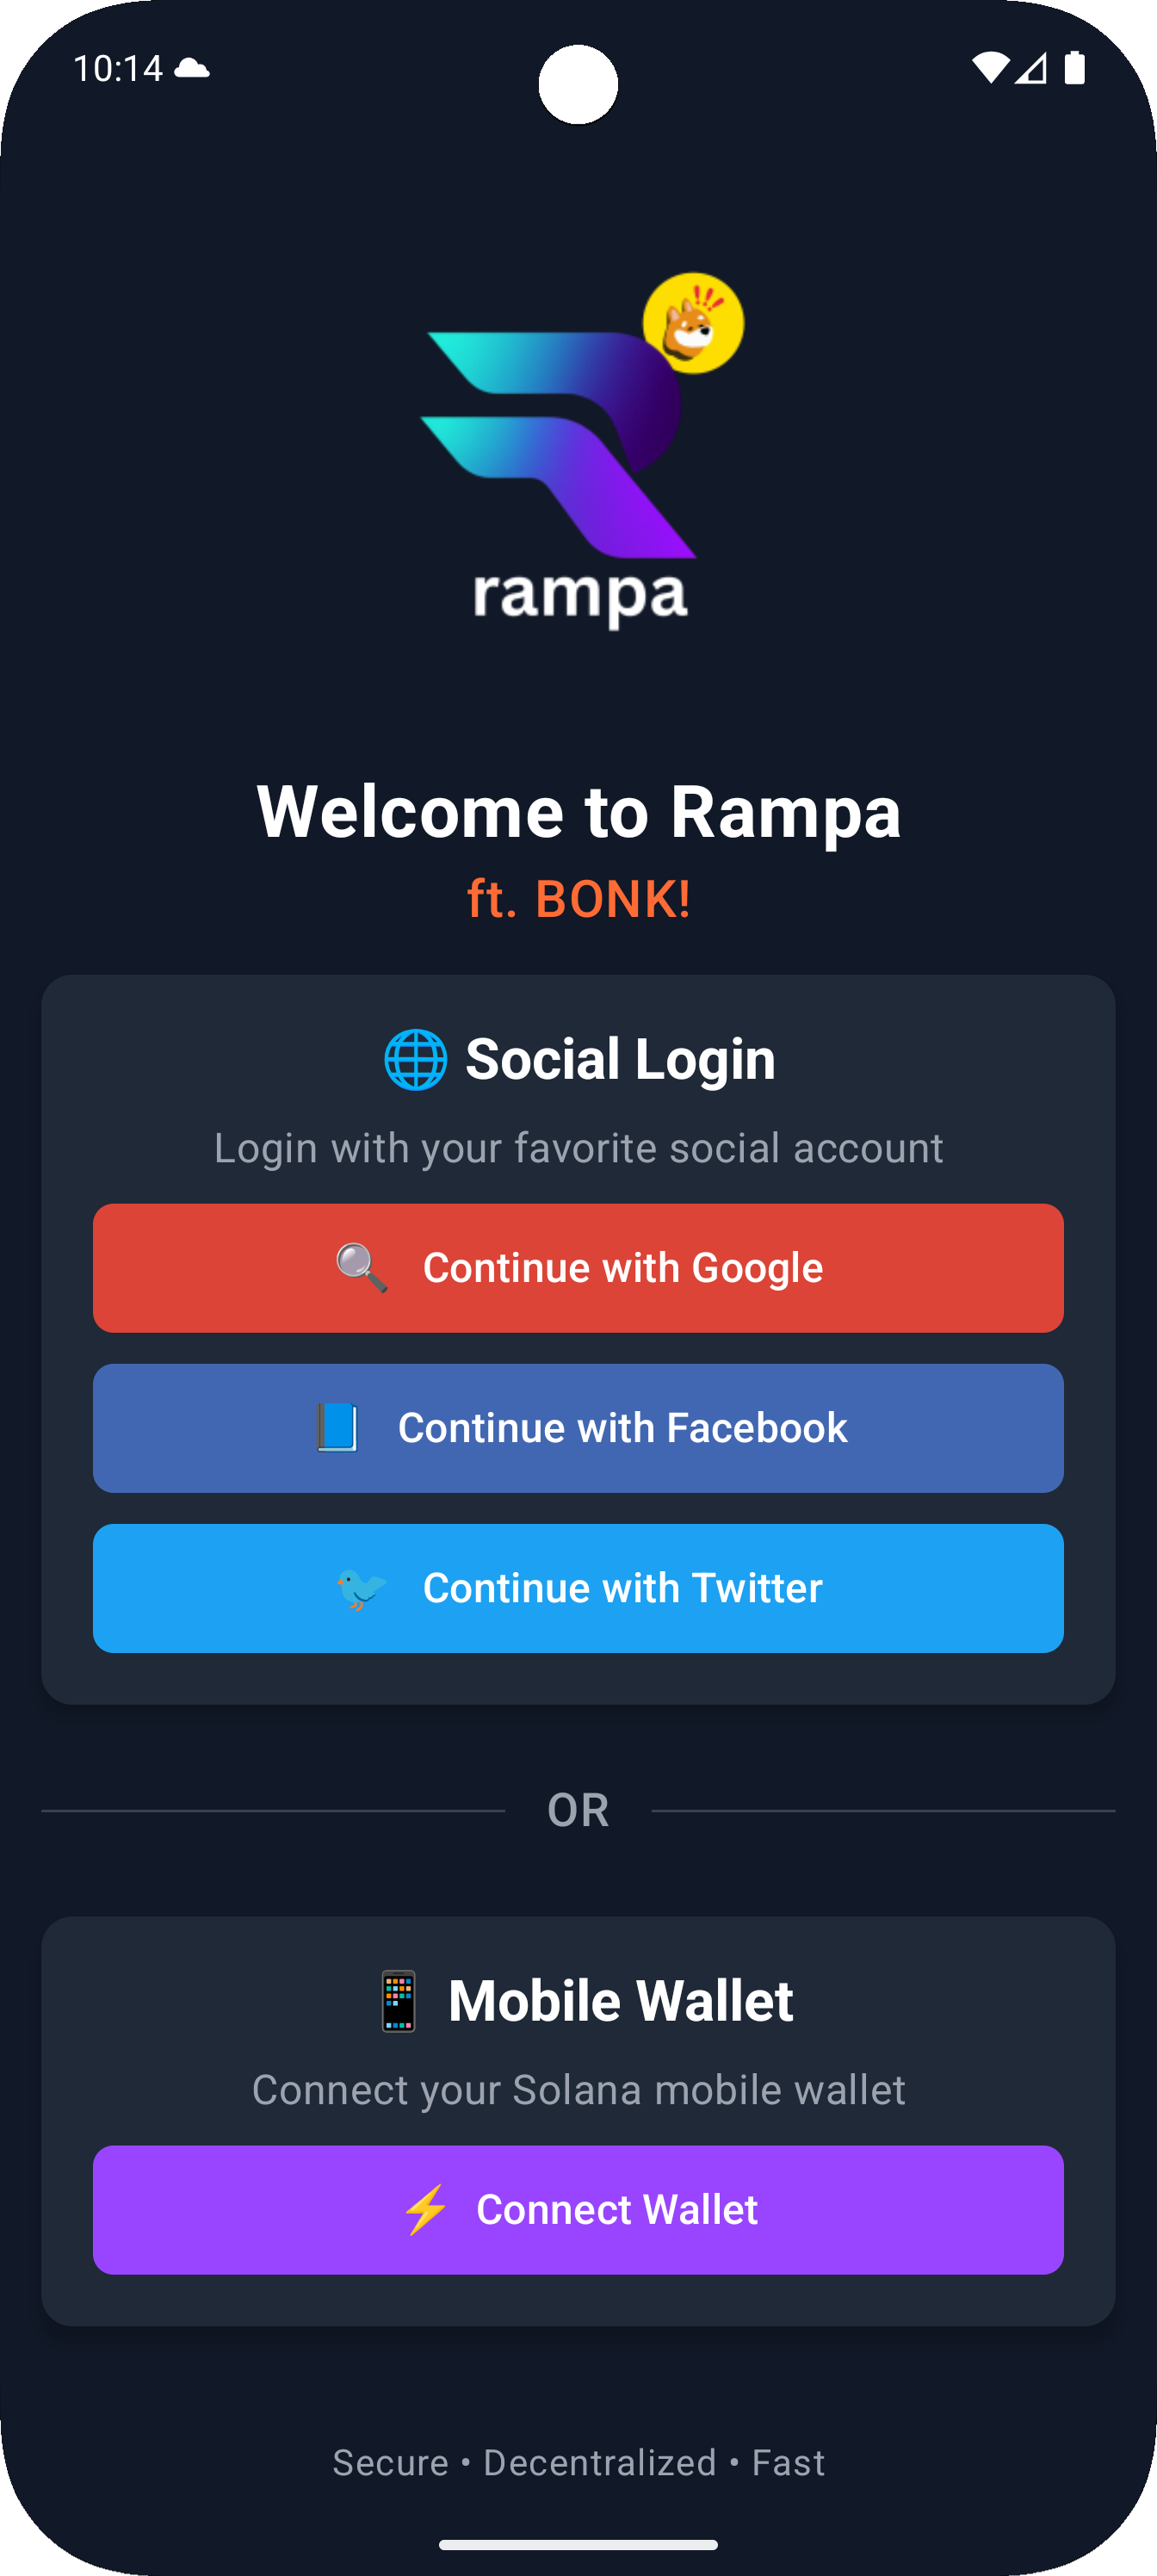 10:14
rampa
Welcome to Rampa
ft. BONK!
🌐 Social Login
Login with your favorite social account
🔍 Continue with Google
📘 Continue with Facebook
🐦 Continue with Twitter
OR
📱 Mobile Wallet
Connect your Solana mobile wallet
⚡ Connect Wallet
Secure • Decentralized • Fast